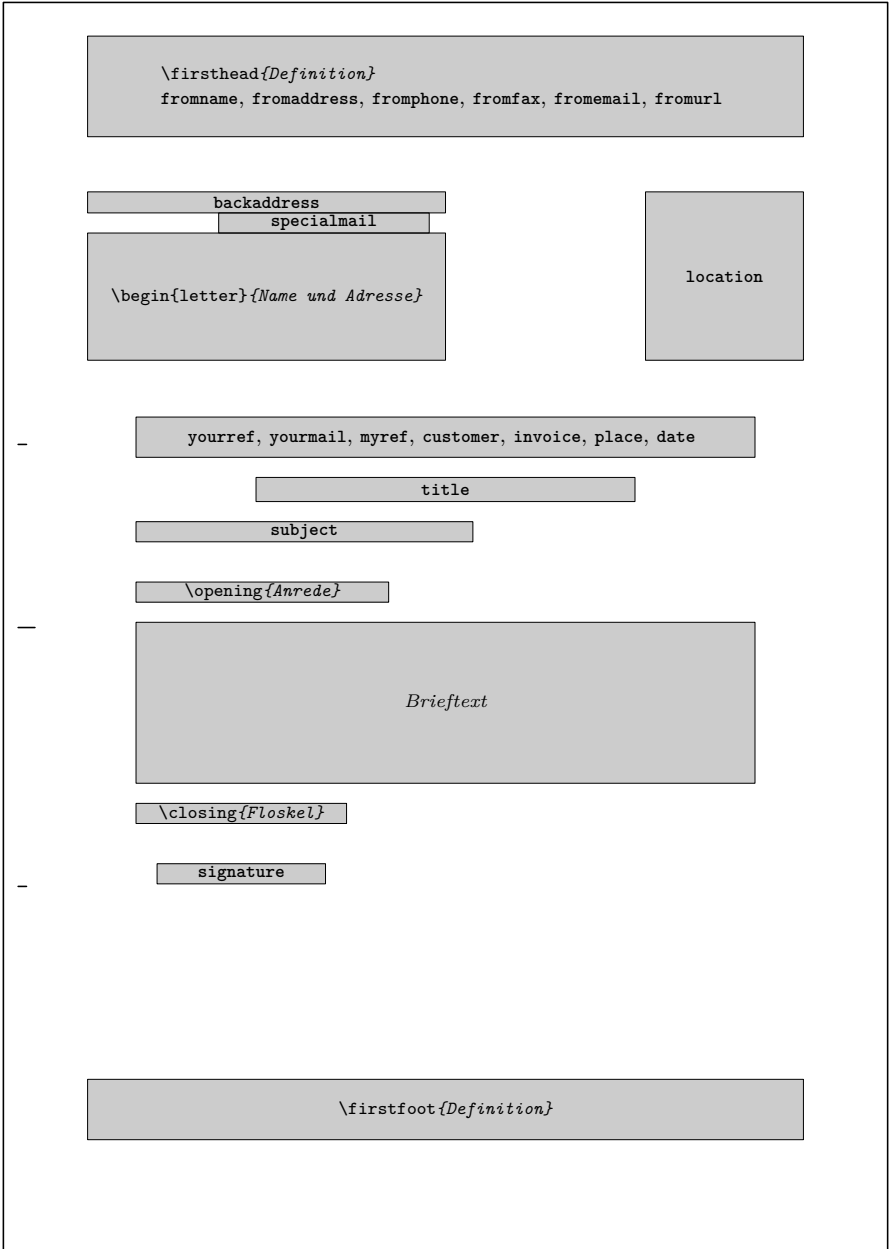 \firsthead{Definition}
fromname, fromaddress, fromphone, fromfax, fromemail, fromurl
backaddress
specialmail
\begin{letter}{Name und Adresse}
location
yourref, yourmail, myref, customer, invoice, place, date
title
subject
\opening{Anrede}
Brieftext
\closing{Floskel}
signature
\firstfoot{Definition}